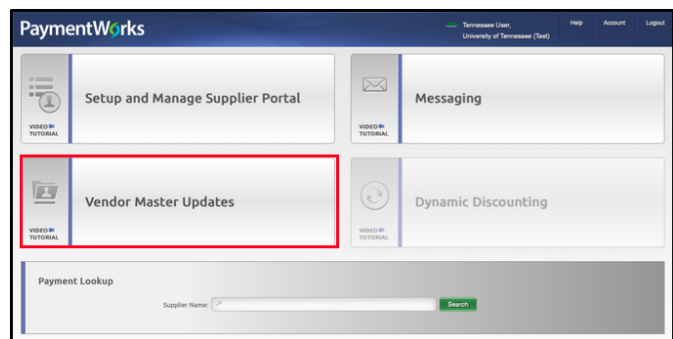 PaymentWorks
Tennessee User,
University of Tennessee (Test)
Help
Account
Logout
Setup and Manage Supplier Portal
VIDEO
TUTORIAL
Messaging
VIDEO
TUTORIAL
Vendor Master Updates
VIDEO
TUTORIAL
Dynamic Discounting
VIDEO
TUTORIAL
Payment Lookup
Supplier Name:
Search